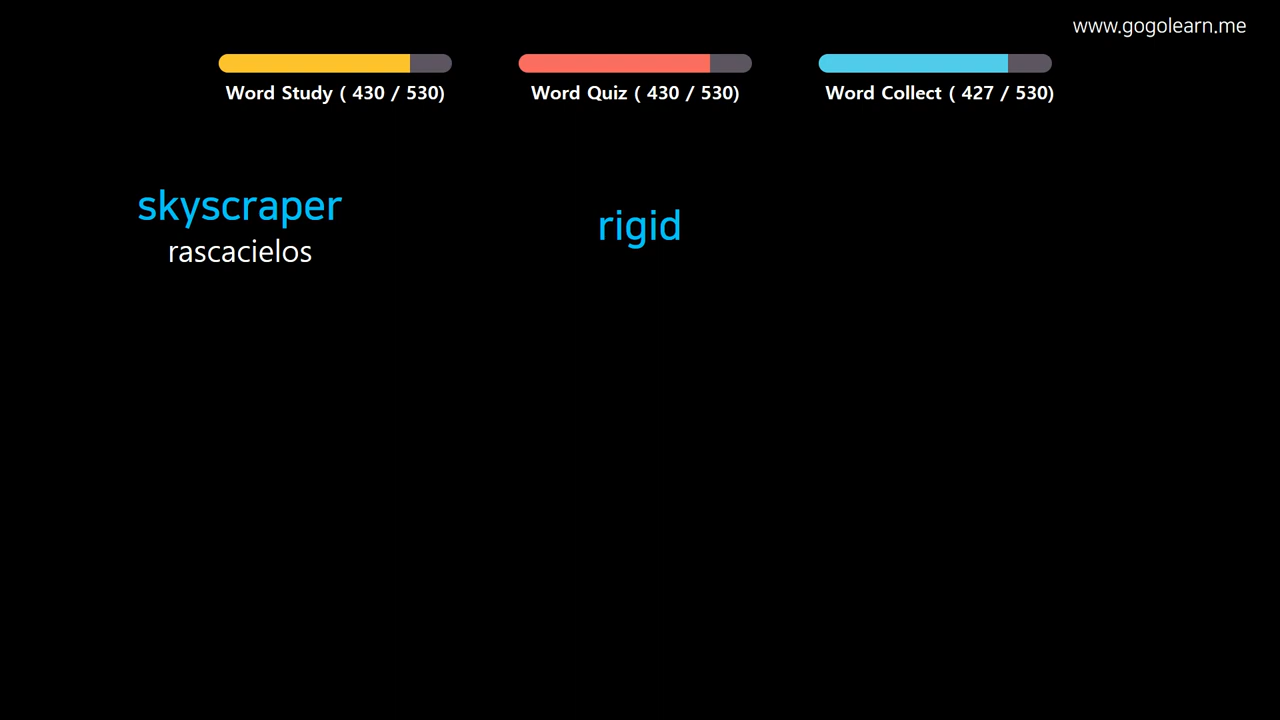 www.gogolearn.me
Word Study ( 430 / 530)
Word Quiz ( 430 / 530)
Word Collect ( 427 / 530)
skyscraper
rascacielos
rigid